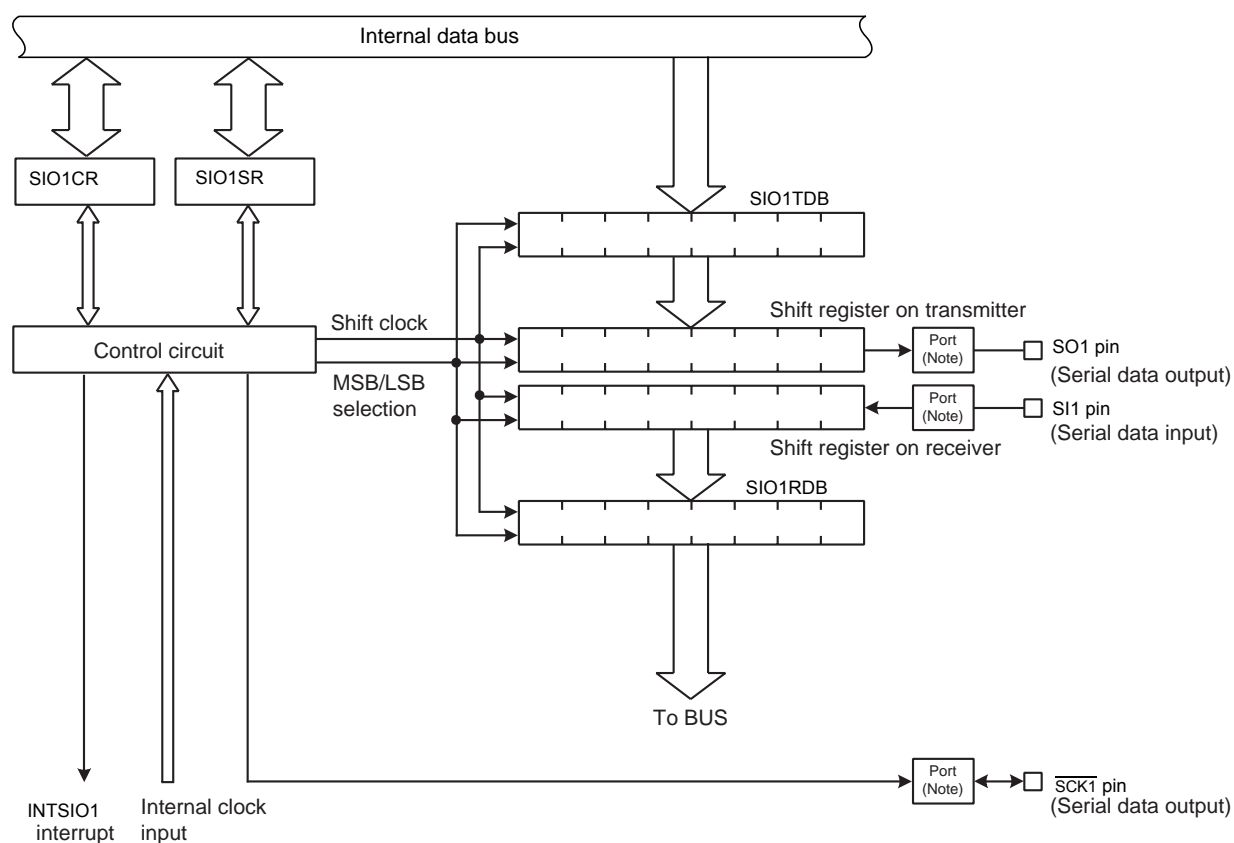 Internal data bus
SIO1CR
SIO1SR
SIO1TDB
Shift clock
Shift register on transmitter
Control circuit
Port
(Note)
SO1 pin
(Serial data output)
MSB/LSB
selection
Port
(Note)
SI1 pin
(Serial data input)
Shift register on receiver
SIO1RDB
To BUS
INTSIO1
interrupt
Internal clock
input
Port
(Note)
SCK1 pin
(Serial data output)